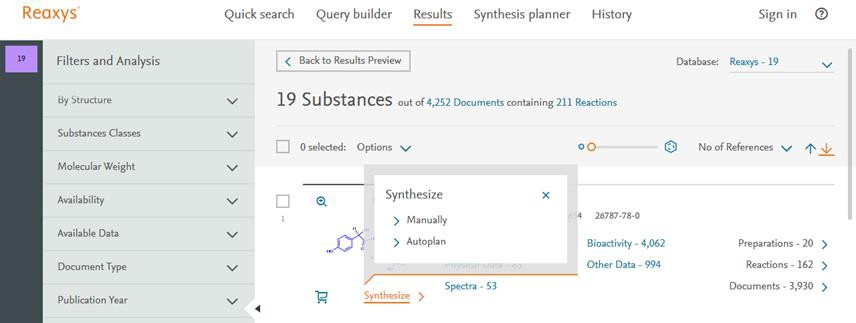 Reaxys
Quick search Query builder Results Synthesis planner History Sign in
19
Filters and Analysis
Back to Results Preview
Database: Reaxys - 19
By Structure
19 Substances out of 4,252 Documents containing 211 Reactions
Substances Classes
0 selected: Options No of References
Molecular Weight
Availability
Available Data
Document Type
Publication Year
Synthesize
Manually
Autoplan
1
26787-78-0
Bioactivity - 4,062
Preparations - 20
Other Data - 994
Reactions - 162
Physical Data - 83
Spectra - 53
Documents - 3,930
Synthesize